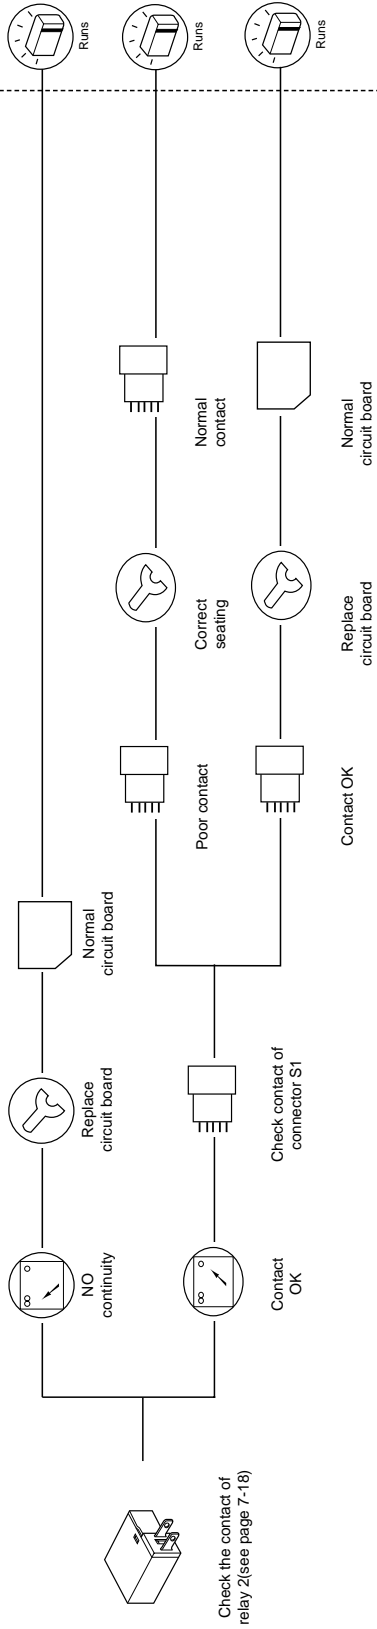 Check the contact of
relay 2(see page 7-18)
NO
continuity
Replace
circuit board
Normal
circuit board
Runs
Contact
OK
Check contact of
connector S1
Poor contact
Correct
seating
Normal
contact
Runs
Contact OK
Replace
circuit board
Normal
circuit board
Runs